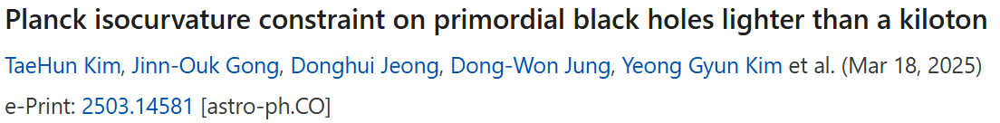 Planck isocurvature constraint on primordial black holes lighter than a kiloton
TaeHun Kim, Jinn-Ouk Gong, Donghui Jeong, Dong-Won Jung, Yeong Gyun Kim et al. (Mar 18, 2025)
e-Print: 2503.14581 [astro-ph.CO]